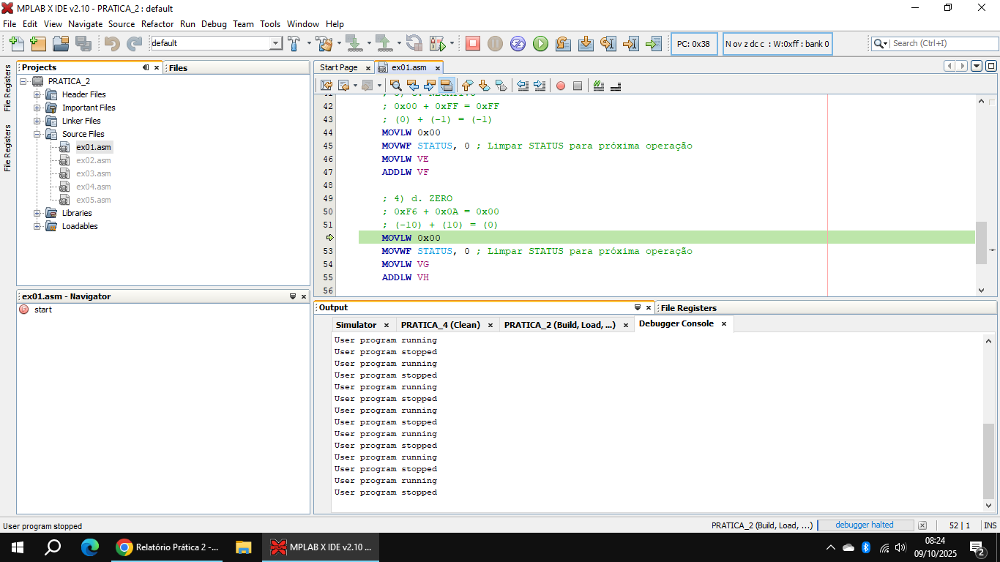 MPLAB X IDE v2.10 - PRATICA_2 : default
File Edit View Navigate Source Refactor Run Debug Team Tools Window Help
default
PC: 0x38
N ov z dc c : W:0xff : bank 0
Search (Ctrl+I)
File Registers
File Registers
Projects
Files
PRATICA_2
Header Files
Important Files
Linker Files
Source Files
ex01.asm
ex02.asm
ex03.asm
ex04.asm
ex05.asm
Libraries
Loadables
ex01.asm - Navigator
start
Start Page
ex01.asm
41 ; 3) c. NEGATIVO
42 ; 0x00 + 0xFF = 0xFF
43 ; (0) + (-1) = (-1)
44 MOVLW 0x00
45 MOVWF STATUS, 0 ; Limpar STATUS para próxima operação
46 MOVLW VE
47 ADDLW VF
48
49 ; 4) d. ZERO
50 ; 0xF6 + 0x0A = 0x00
51 ; (-10) + (10) = (0)
MOVLW 0x00
53 MOVWF STATUS, 0 ; Limpar STATUS para próxima operação
54 MOVLW VG
55 ADDLW VH
56
Output
File Registers
Simulator
PRATICA_4 (Clean)
PRATICA_2 (Build, Load, ...)
Debugger Console
User program running
User program stopped
User program running
User program stopped
User program running
User program stopped
User program running
User program stopped
User program running
User program stopped
User program running
User program stopped
User program running
User program stopped
User program stopped
PRATICA_2 (Build, Load, ...)
debugger halted
52 | 1
INS
Relatório Prática 2 -...
MPLAB X IDE v2.10 ...
08:24
09/10/2025
2